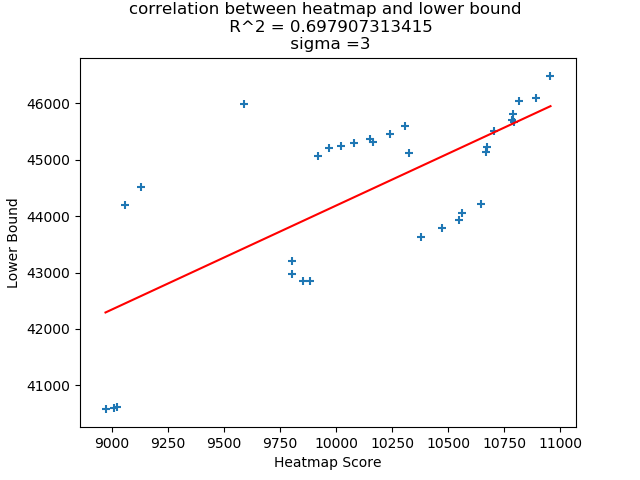 correlation between heatmap and lower bound
R^2 = 0.697907313415
sigma =3
46000
45000
44000
43000
42000
41000
Lower Bound
9000 9250 9500 9750 10000 10250 10500 10750 11000
Heatmap Score